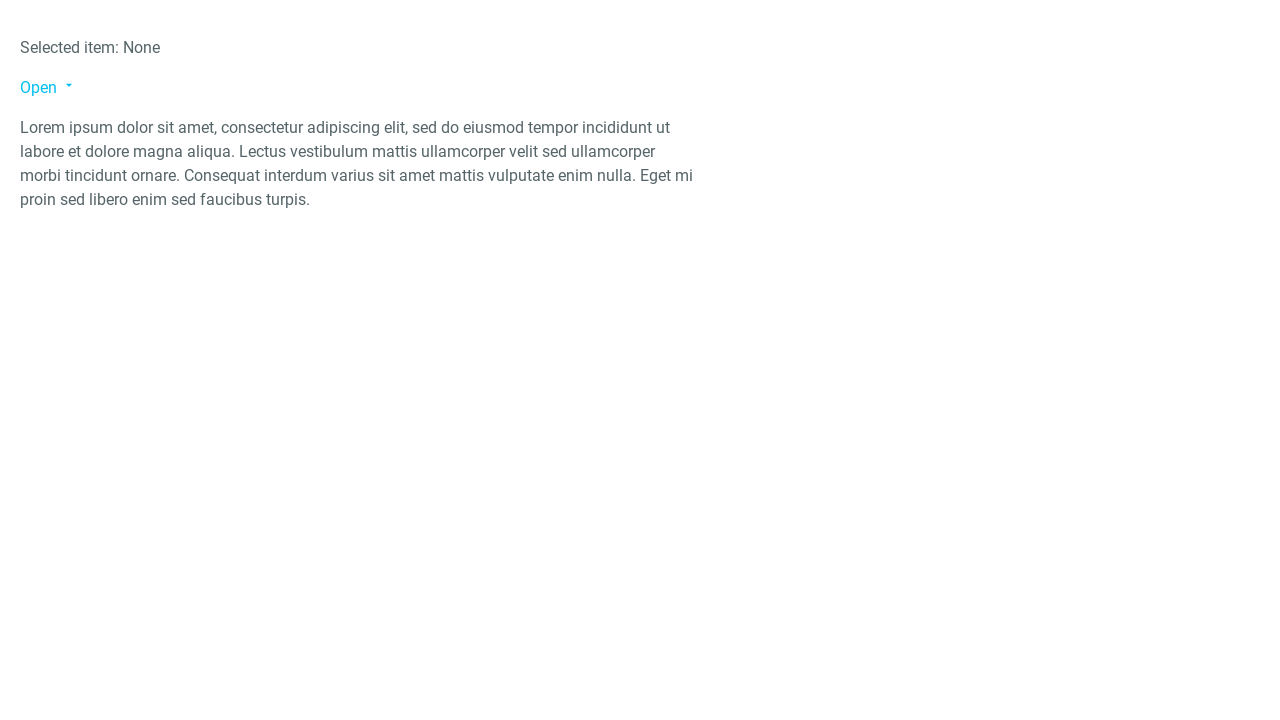 Selected item: None
Open
Lorem ipsum dolor sit amet, consectetur adipiscing elit, sed do eiusmod tempor incididunt ut
labore et dolore magna aliqua. Lectus vestibulum mattis ullamcorper velit sed ullamcorper
morbi tincidunt ornare. Consequat interdum varius sit amet mattis vulputate enim nulla. Eget mi
proin sed libero enim sed faucibus turpis.